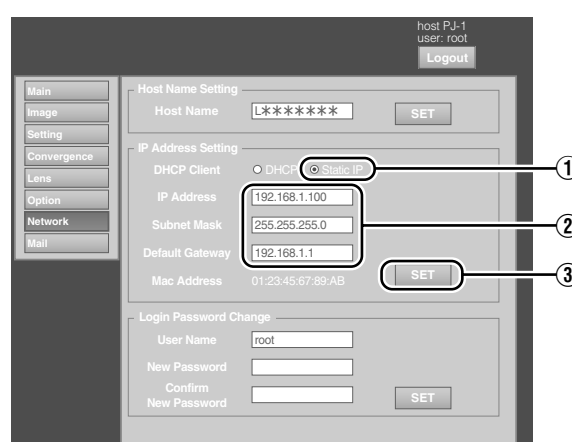 host PJ-1
user: root
Logout
Main
Image
Setting
Convergence
Lens
Option
Network
Mail
Host Name Setting
Host Name L******* SET
IP Address Setting
DHCP Client DHCP Static IP ①
IP Address 192.168.1.100
Subnet Mask 255.255.255.0 ②
Default Gateway 192.168.1.1
Mac Address 01:23:45:67:89:AB SET ③
Login Password Change
User Name root
New Password
Confirm
New Password SET